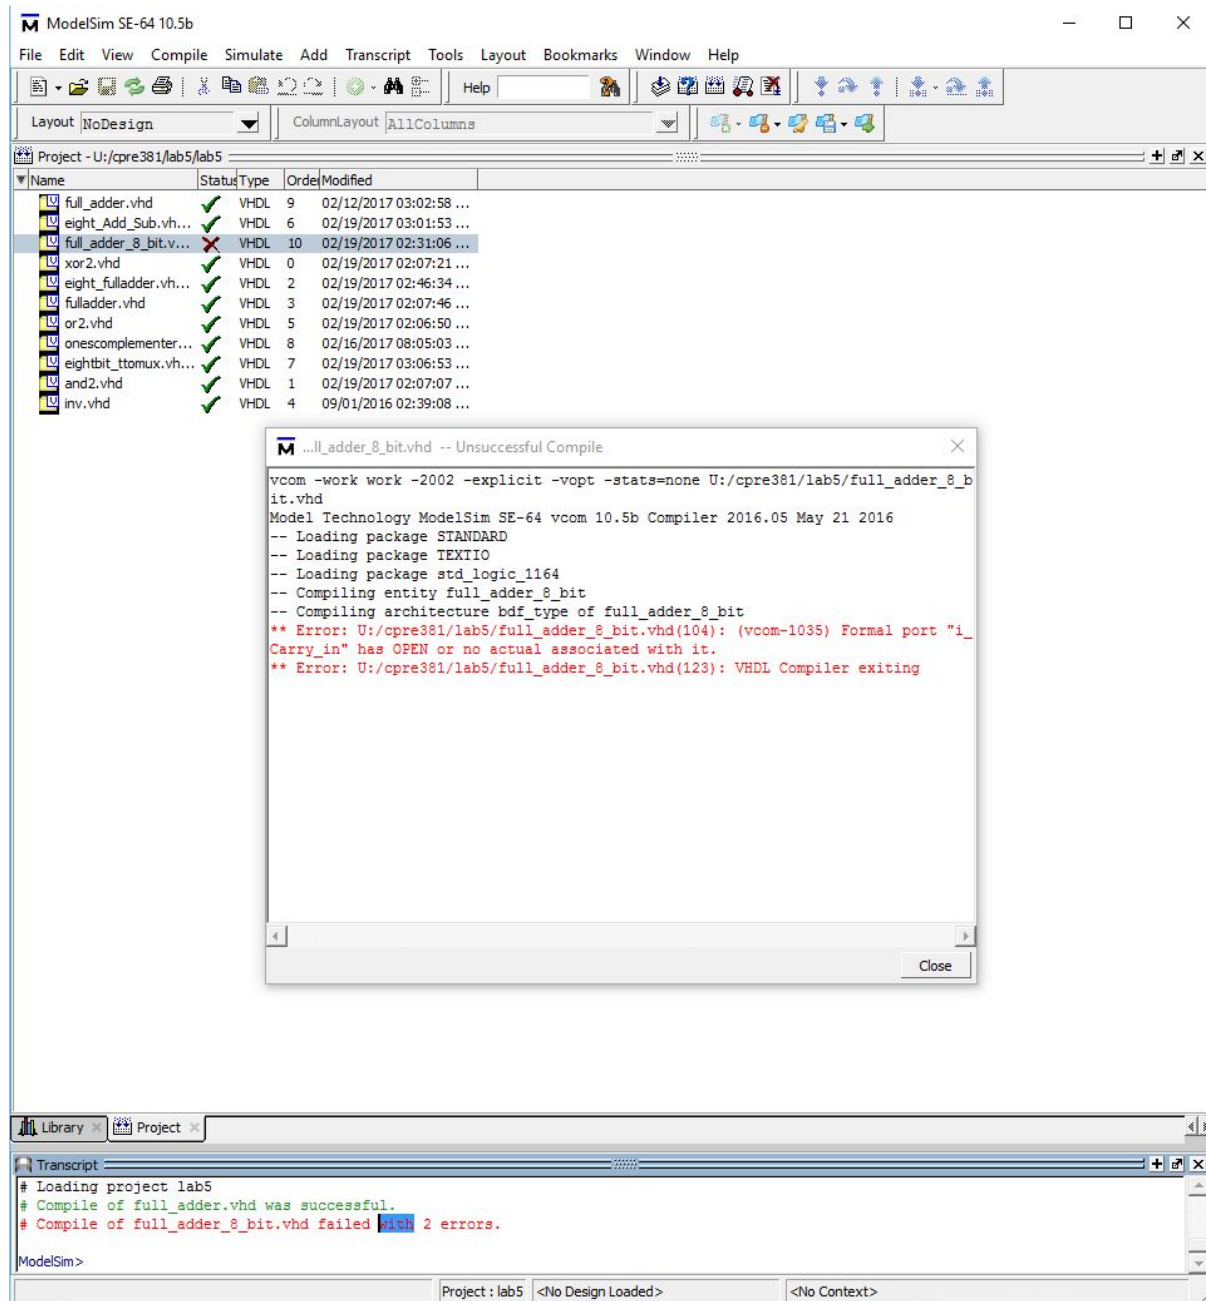 ModelSim SE-64 10.5b
File Edit View Compile Simulate Add Transcript Tools Layout Bookmarks Window Help
Help
Layout NoDesign
ColumnLayout AllColumns
Project - U:/cpre381/lab5/lab5
Name Status Type Order Modified
full_adder.vhd VHDL 9 02/12/2017 03:02:58 ...
eight_Add_Sub.vh... VHDL 6 02/19/2017 03:01:53 ...
full_adder_8_bit.v... VHDL 10 02/19/2017 02:31:06 ...
xor2.vhd VHDL 0 02/19/2017 02:07:21 ...
eight_fulladder.vh... VHDL 2 02/19/2017 02:46:34 ...
fulladder.vhd VHDL 3 02/19/2017 02:07:46 ...
or2.vhd VHDL 5 02/19/2017 02:06:50 ...
onescomplementer... VHDL 8 02/16/2017 08:05:03 ...
eightbit_ttomux.vh... VHDL 7 02/19/2017 03:06:53 ...
and2.vhd VHDL 1 02/19/2017 02:07:07 ...
inv.vhd VHDL 4 09/01/2016 02:39:08 ...
...ll_adder_8_bit.vhd -- Unsuccessful Compile
vcom -work work -2002 -explicit -vopt -stats=none U:/cpre381/lab5/full_adder_8_b
it.vhd
Model Technology ModelSim SE-64 vcom 10.5b Compiler 2016.05 May 21 2016
-- Loading package STANDARD
-- Loading package TEXTIO
-- Loading package std_logic_1164
-- Compiling entity full_adder_8_bit
-- Compiling architecture bdf_type of full_adder_8_bit
** Error: U:/cpre381/lab5/full_adder_8_bit.vhd(104): (vcom-1035) Formal port "i_
Carry_in" has OPEN or no actual associated with it.
** Error: U:/cpre381/lab5/full_adder_8_bit.vhd(123): VHDL Compiler exiting
Close
Library
Project
Transcript
# Loading project lab5
# Compile of full_adder.vhd was successful.
# Compile of full_adder_8_bit.vhd failed with 2 errors.
ModelSim>
Project : lab5 <No Design Loaded> <No Context>